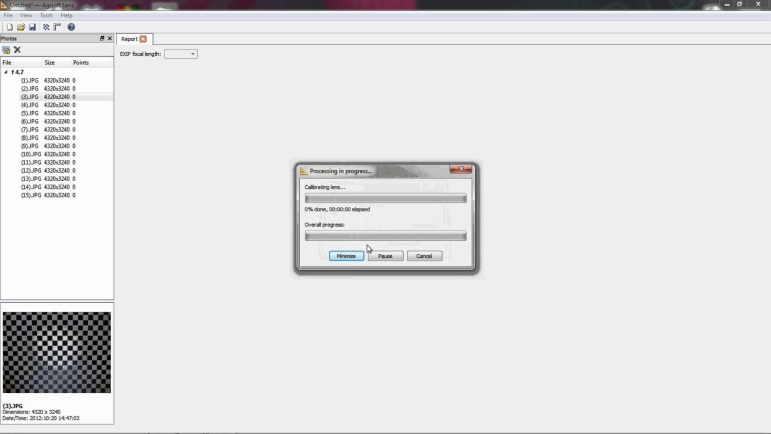 Untitled* — Agisoft Lens
File View Tools Help
Photos
Report
EXIF focal length:
File Size Points
f 4.7
(1).JPG 4320x3240 0
(2).JPG 4320x3240 0
(3).JPG 4320x3240 0
(4).JPG 4320x3240 0
(5).JPG 4320x3240 0
(6).JPG 4320x3240 0
(7).JPG 4320x3240 0
(8).JPG 4320x3240 0
(9).JPG 4320x3240 0
(10).JPG 4320x3240 0
(11).JPG 4320x3240 0
(12).JPG 4320x3240 0
(13).JPG 4320x3240 0
(14).JPG 4320x3240 0
(15).JPG 4320x3240 0
Processing in progress...
Calibrating lens...
0% done, 00:00:00 elapsed
Overall progress:
Minimize Pause Cancel
(3).JPG
Dimensions: 4320 x 3240
Date/Time: 2012:10:20 14:47:03